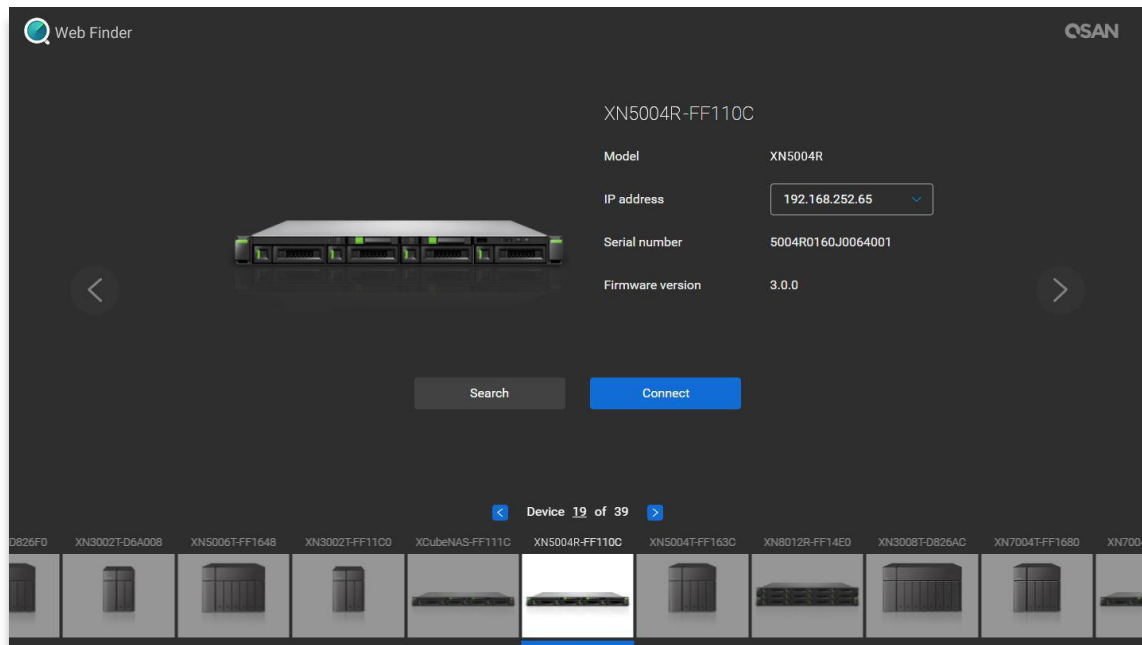 Web Finder
QSAN
XN5004R-FF110C
Model XN5004R
IP address 192.168.252.65
Serial number 5004R0160J0064001
Firmware version 3.0.0
Search Connect
Device 19 of 39
D826F0 XN3002T-D6A008 XN5006T-FF1648 XN3002T-FF11C0 XCubeNAS-FF111C XN5004R-FF110C XN5004T-FF163C XN8012R-FF14E0 XN3008T-D826AC XN7004T-FF1680 XN700